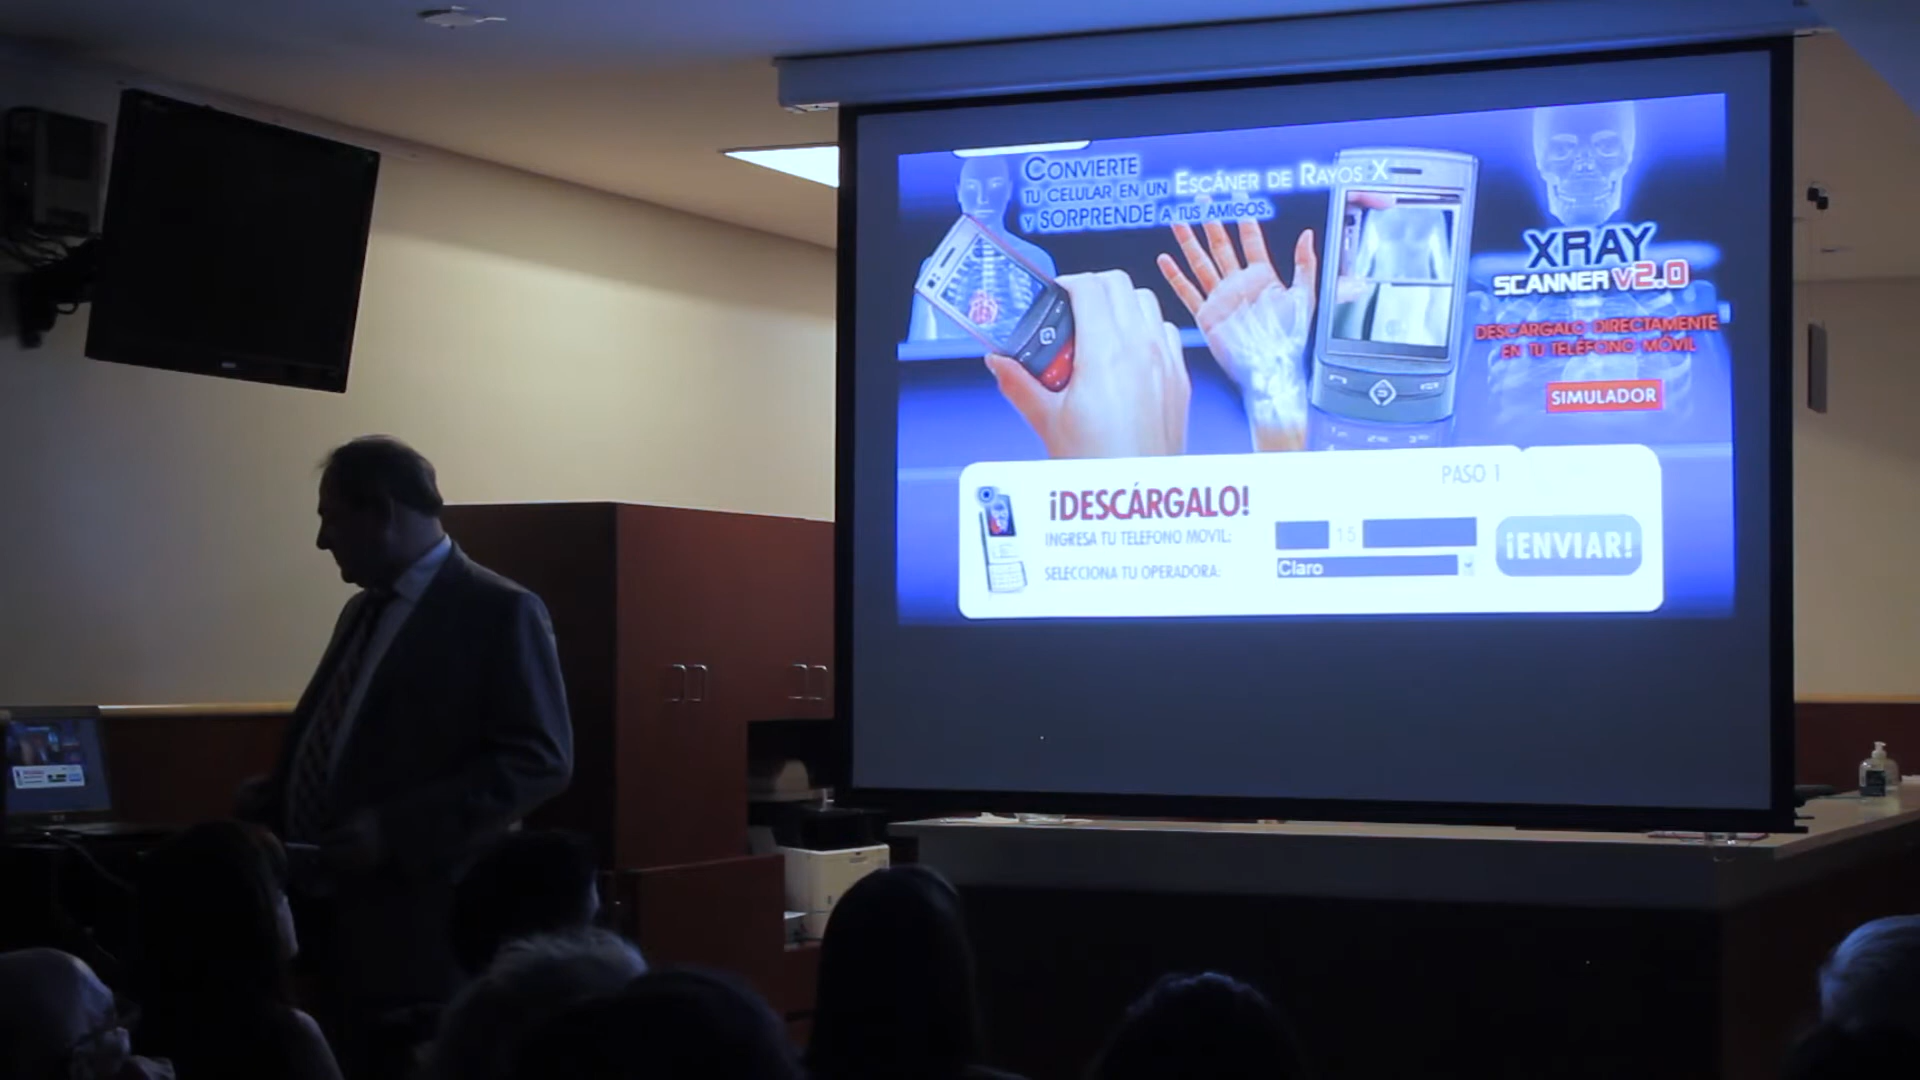 CONVIERTE
TU CELULAR EN UN ESCÁNER DE RAYOS X
Y SORPRENDE A TUS AMIGOS.
XRAY
SCANNER V2.0
DESCÁRGALO DIRECTAMENTE
EN TU TELÉFONO MÓVIL
SIMULADOR
PASO 1
¡DESCÁRGALO!
INGRESA TU TELEFONO MOVIL:
15
¡ENVIAR!
SELECCIONA TU OPERADORA:
Claro